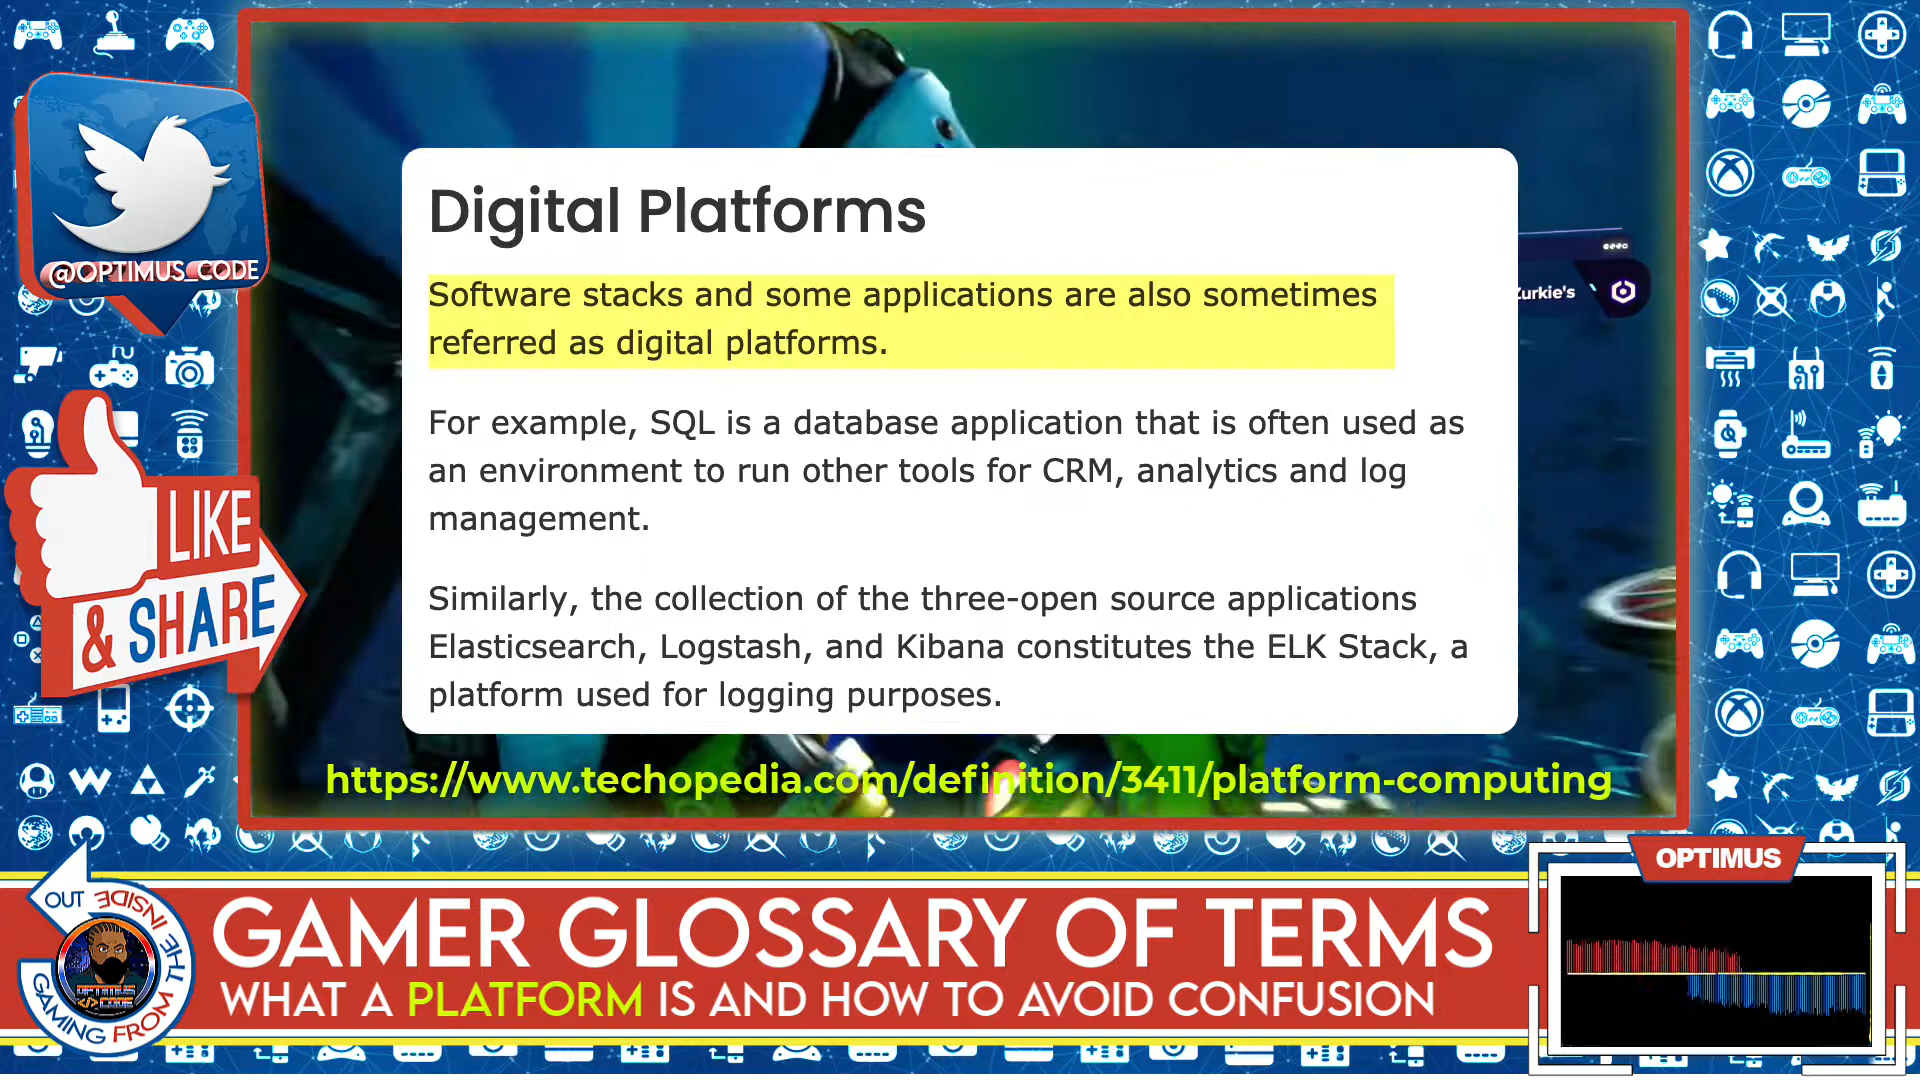 @OPTIMUS_CODE
LIKE
& SHARE
Digital Platforms
Software stacks and some applications are also sometimes
referred as digital platforms.
For example, SQL is a database application that is often used as
an environment to run other tools for CRM, analytics and log
management.
Similarly, the collection of the three-open source applications
Elasticsearch, Logstash, and Kibana constitutes the ELK Stack, a
platform used for logging purposes.
Zurkie's
https://www.techopedia.com/definition/3411/platform-computing
GAMING FROM THE INSIDE OUT
OPTIMUS
CODE
GAMER GLOSSARY OF TERMS
WHAT A PLATFORM IS AND HOW TO AVOID CONFUSION
OPTIMUS